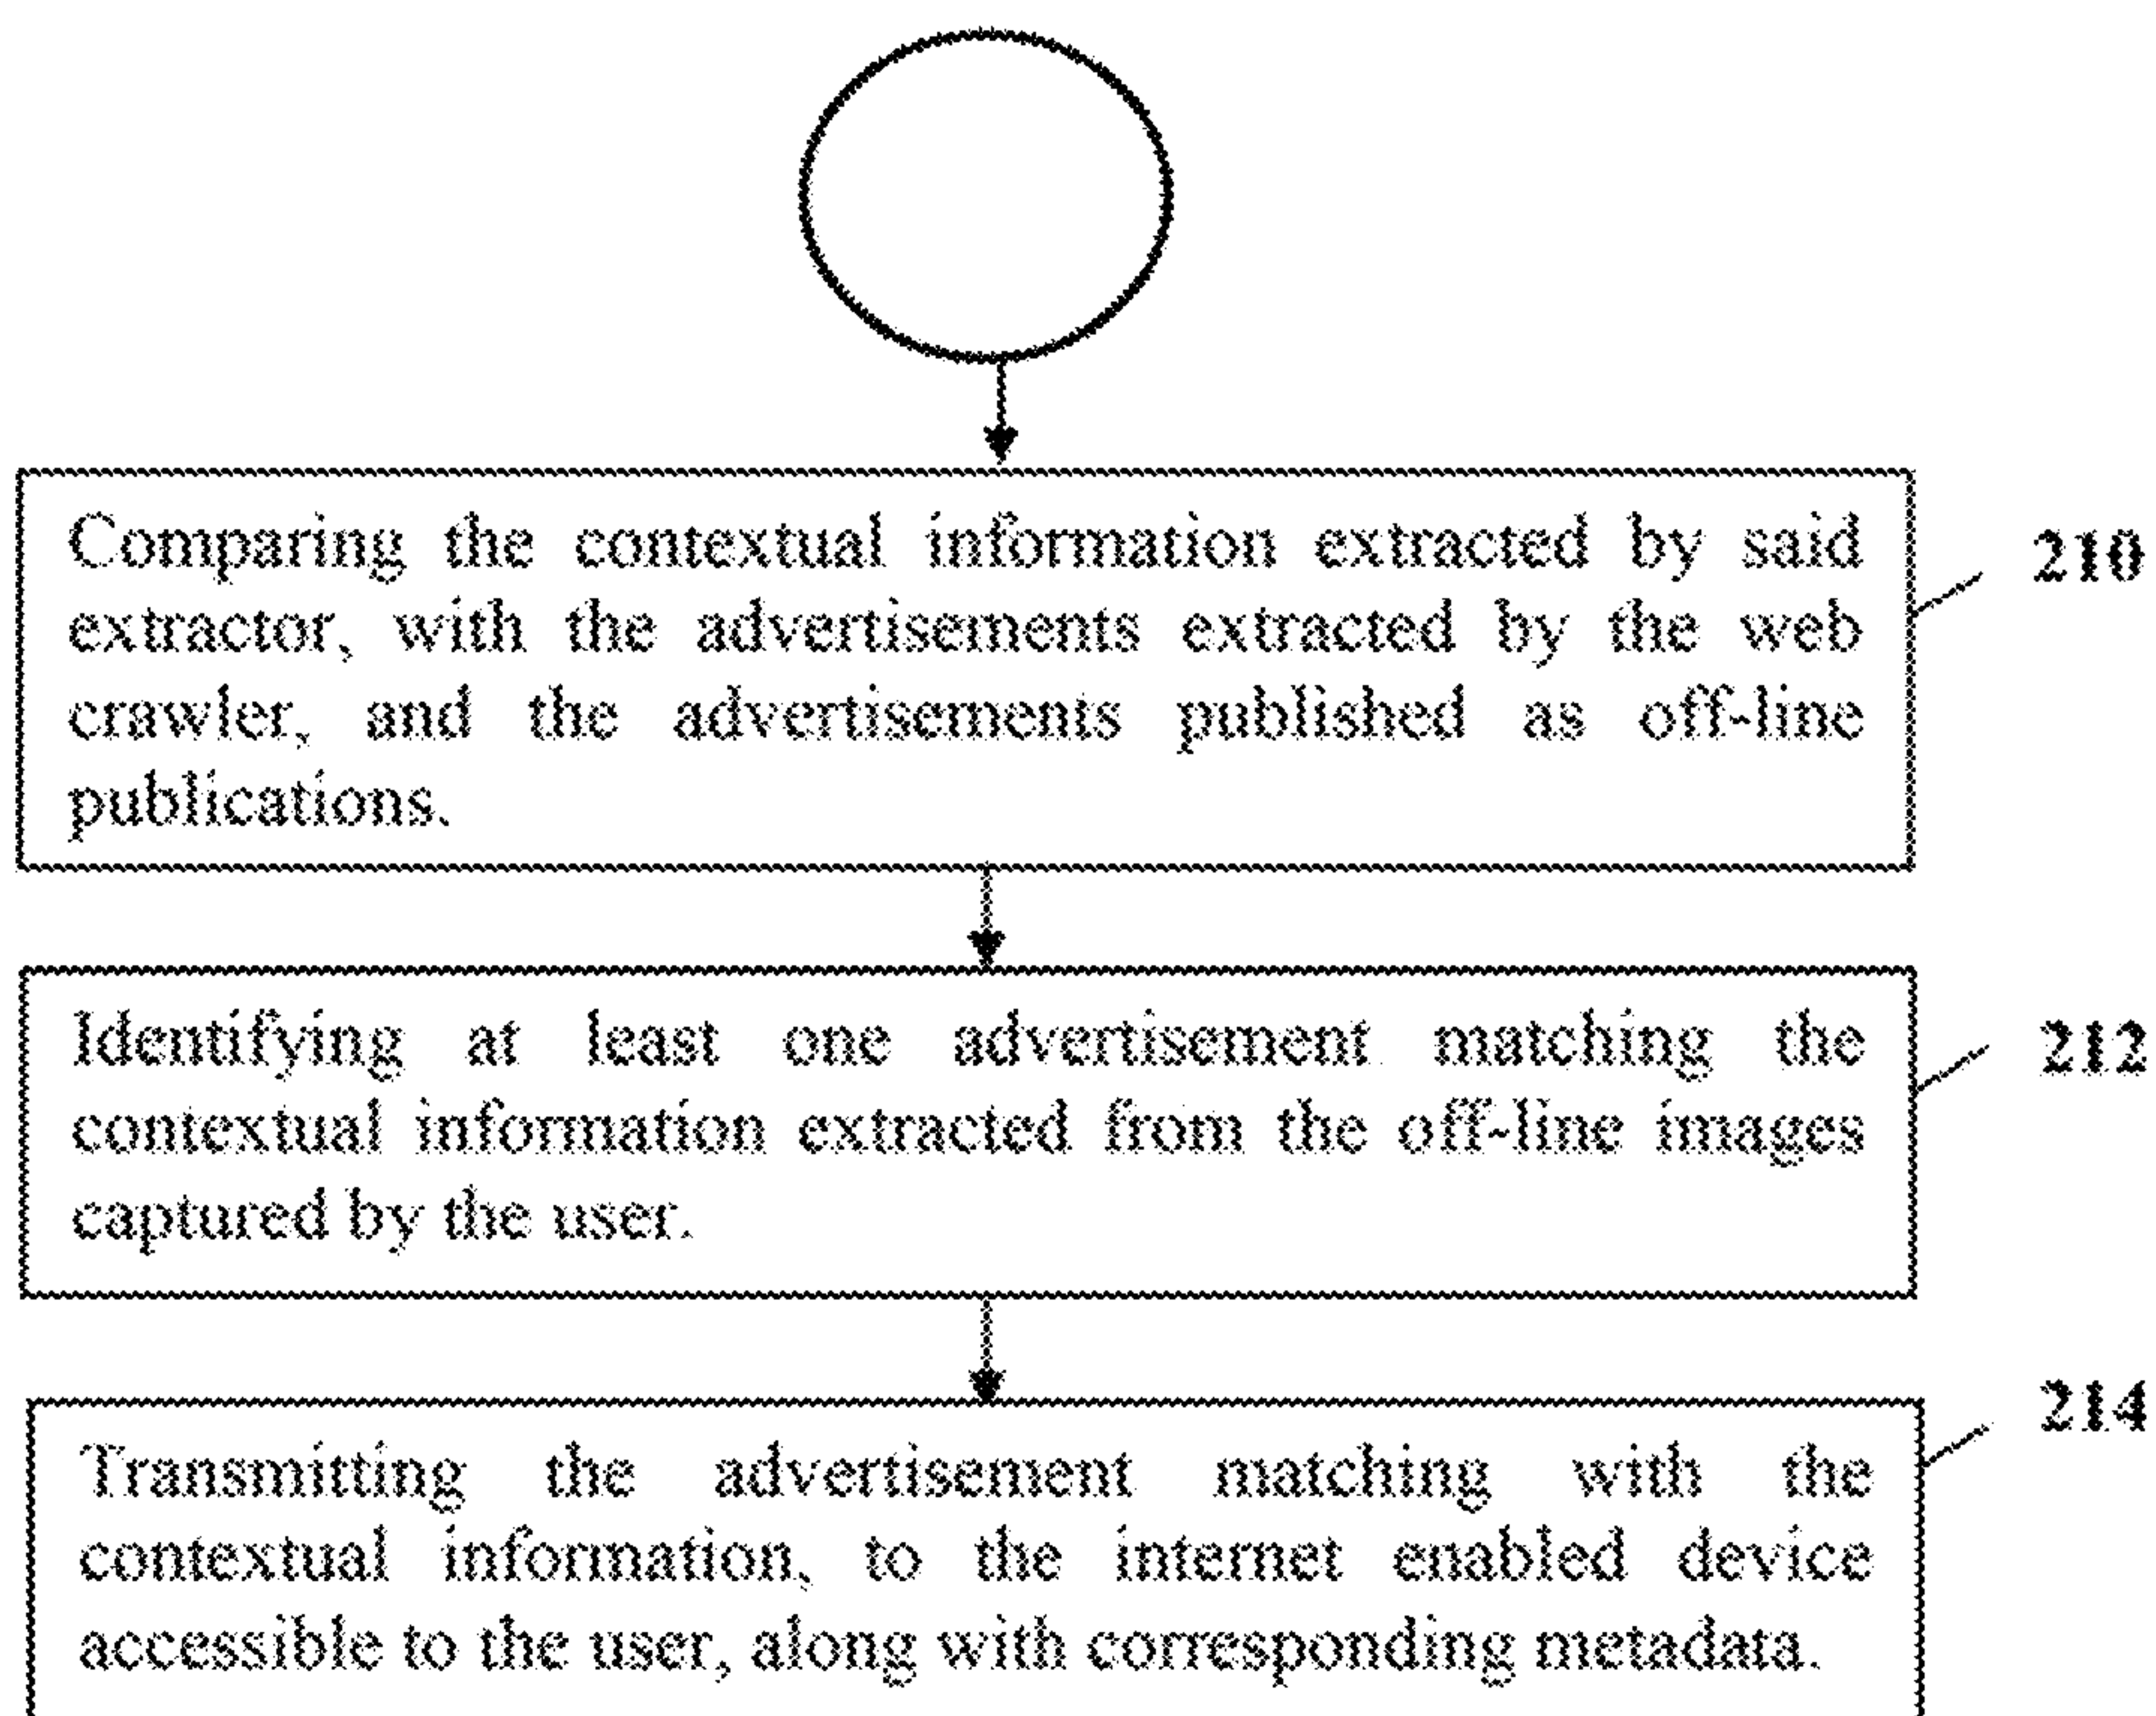 Comparing the contextual information extracted by said
extractor, with the advertisements extracted by the web
crawler, and the advertisements published as off-line
publications.
210
Identifying at least one advertisement matching the
contextual information extracted from the off-line images
captured by the user.
212
Transmitting the advertisement matching with the
contextual information, to the internet enabled device
accessible to the user, along with corresponding metadata.
214